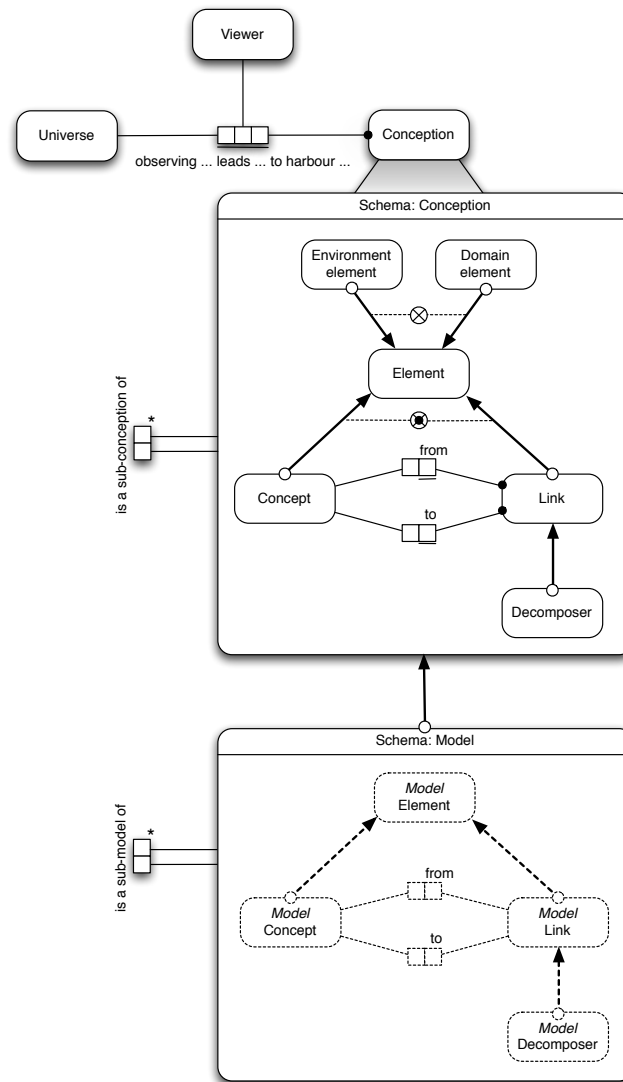 Viewer
Universe
Conception
observing ... leads ... to harbour ...
Schema: Conception
Environment
element
Domain
element
Element
is a sub-conception of
*
from
Concept
Link
to
Decomposer
Schema: Model
Model
Element
is a sub-model of
*
from
Model
Concept
Model
Link
to
Model
Decomposer